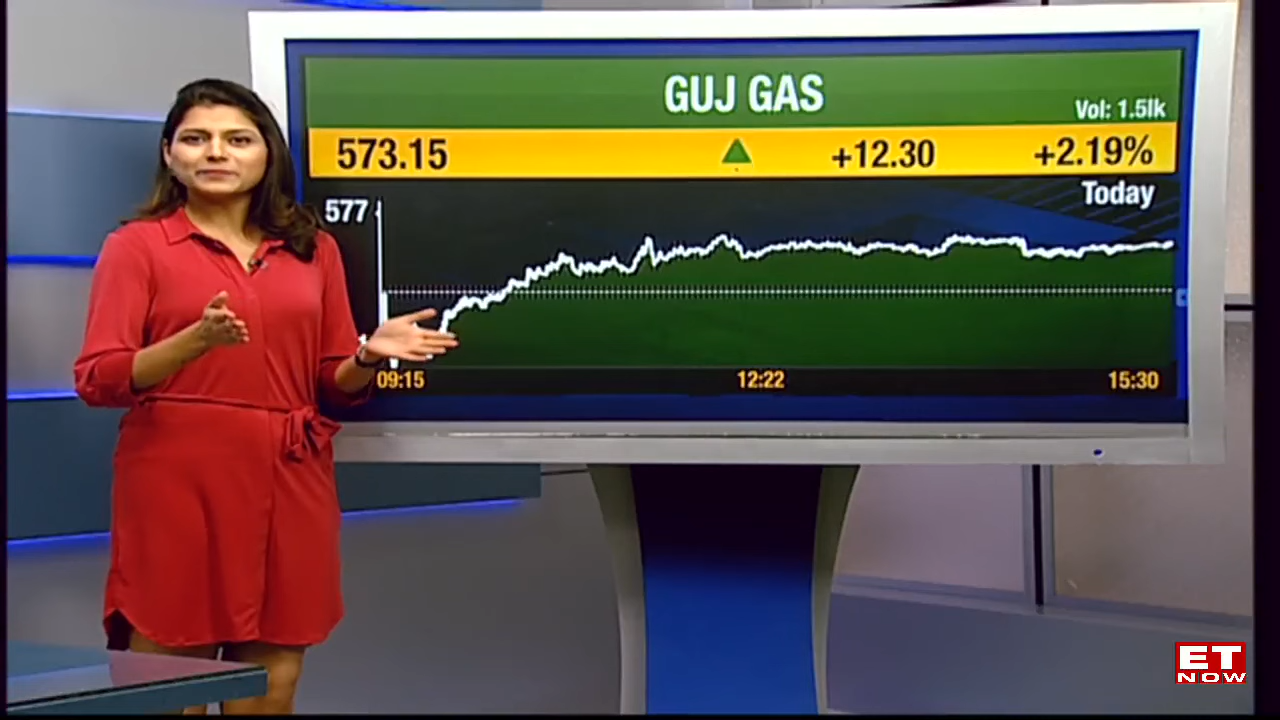 GUJ GAS
Vol: 1.5lk
573.15 ▲ +12.30 +2.19%
Today
577
09:15 12:22 15:30
ET
NOW